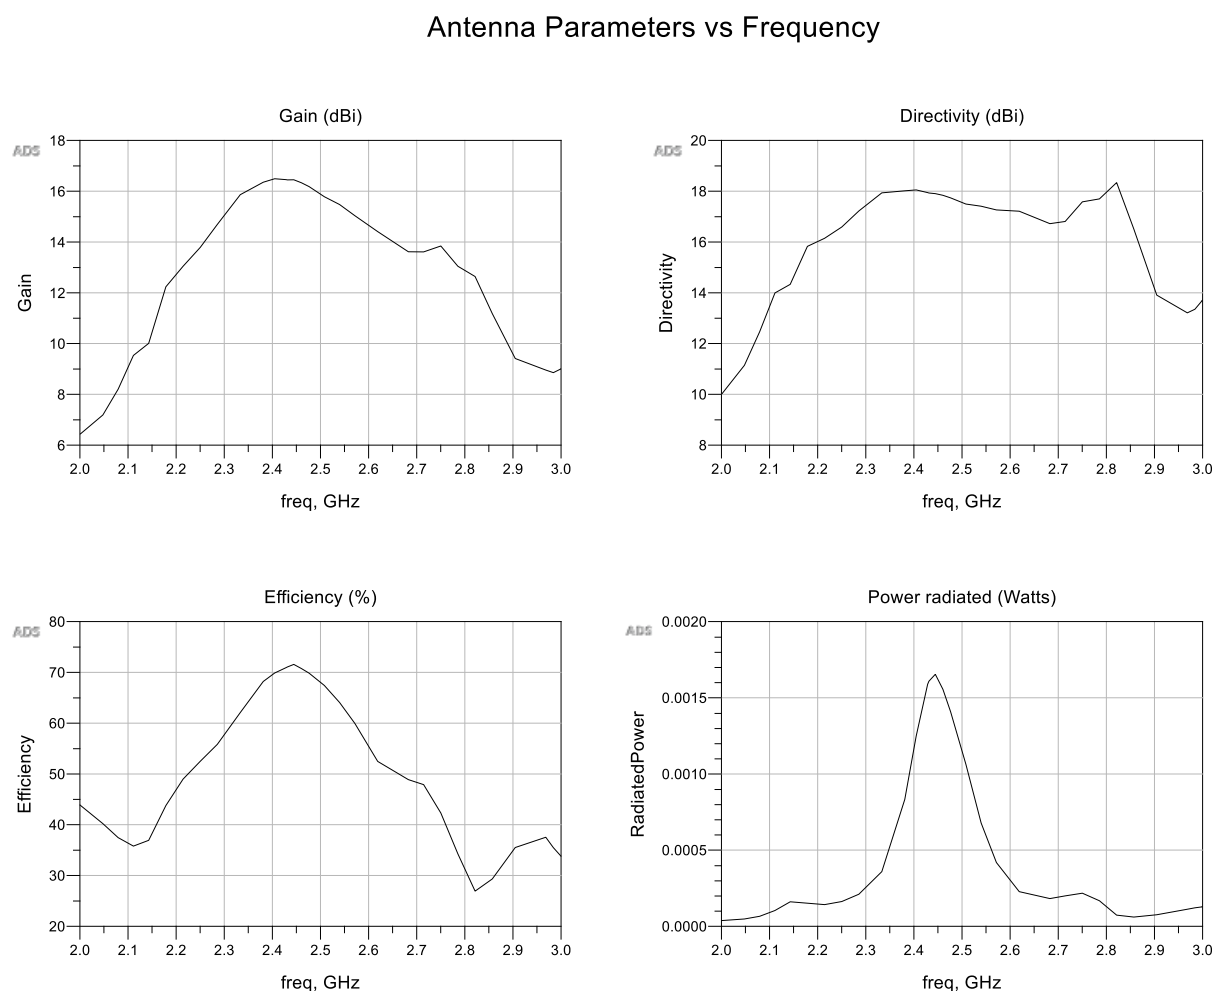 Antenna Parameters vs Frequency
Gain (dBi)
ADS
18
16
14
12
10
8
6
Gain
2.0 2.1 2.2 2.3 2.4 2.5 2.6 2.7 2.8 2.9 3.0
freq, GHz
Directivity (dBi)
ADS
20
18
16
14
12
10
8
Directivity
2.0 2.1 2.2 2.3 2.4 2.5 2.6 2.7 2.8 2.9 3.0
freq, GHz
Efficiency (%)
ADS
80
70
60
50
40
30
20
Efficiency
2.0 2.1 2.2 2.3 2.4 2.5 2.6 2.7 2.8 2.9 3.0
freq, GHz
Power radiated (Watts)
ADS
0.0020
0.0015
0.0010
0.0005
0.0000
RadiatedPower
2.0 2.1 2.2 2.3 2.4 2.5 2.6 2.7 2.8 2.9 3.0
freq, GHz